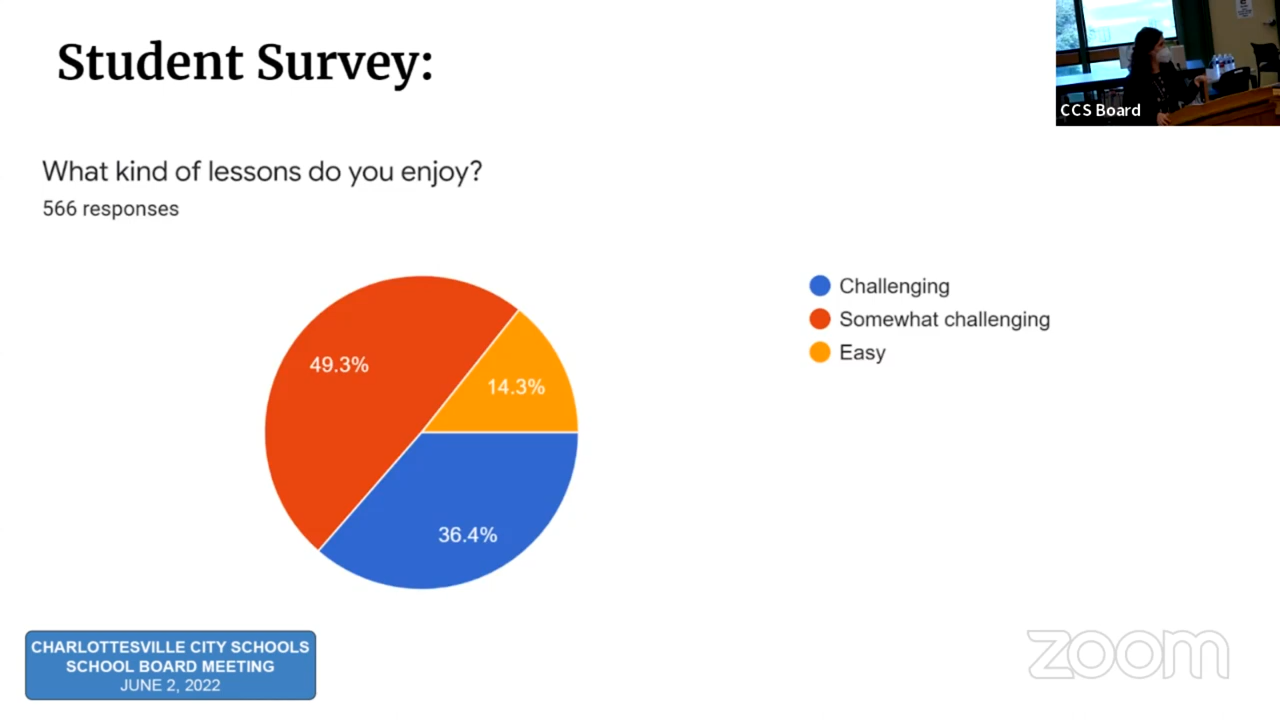 Student Survey:
CCS Board
What kind of lessons do you enjoy?
566 responses
Challenging
Somewhat challenging
Easy
49.3%
14.3%
36.4%
CHARLOTTESVILLE CITY SCHOOLS
SCHOOL BOARD MEETING
JUNE 2, 2022
zoom